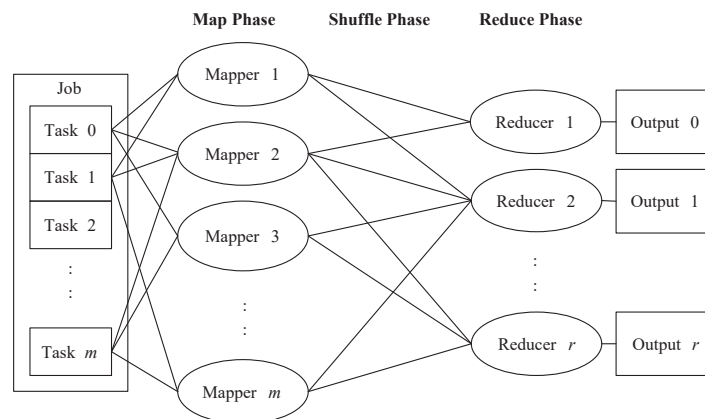 Map Phase
Shuffle Phase
Reduce Phase
Job
Task 0
Task 1
Task 2
:
:
Task m
Mapper 1
Mapper 2
Mapper 3
:
:
Mapper m
Reducer 1
Reducer 2
:
:
Reducer r
Output 0
Output 1
Output r